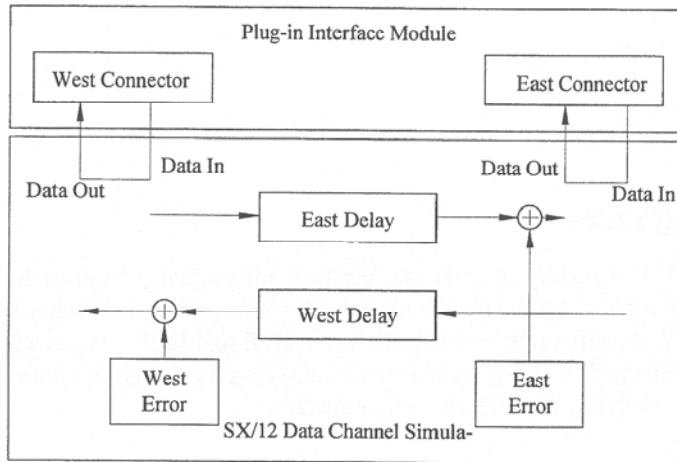 Plug-in Interface Module
West Connector
East Connector
Data In
Data Out
Data Out
Data In
East Delay
West Delay
West
Error
East
Error
SX/12 Data Channel Simula-